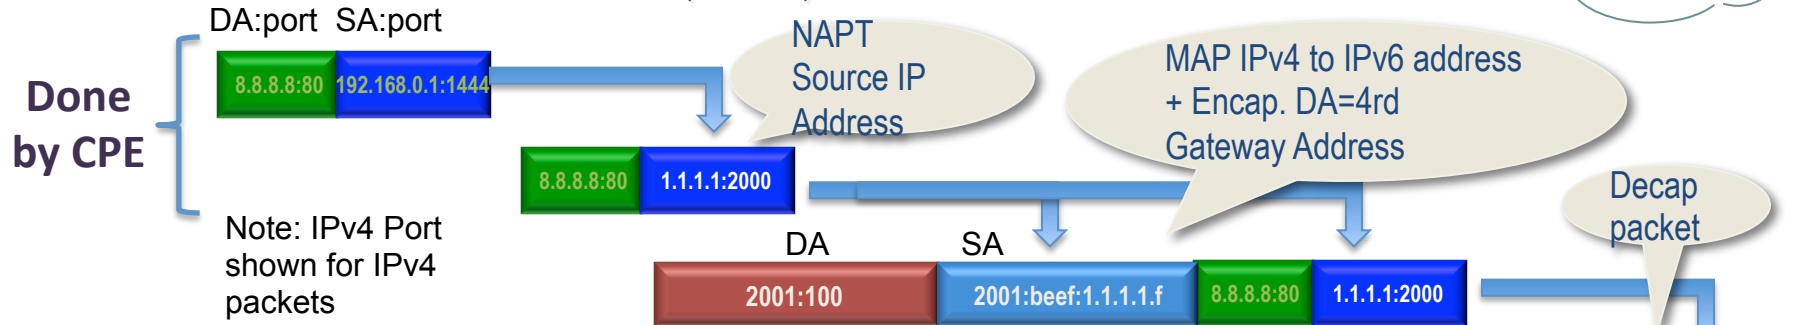 DA:port SA:port
8.8.8.8:80 192.168.0.1:1444
Done
by CPE
NAPT
Source IP
Address
MAP IPv4 to IPv6 address
+ Encap. DA=4rd
Gateway Address
8.8.8.8:80 1.1.1.1:2000
Decap
packet
Note: IPv4 Port
shown for IPv4
packets
DA SA
2001:100 2001:beef:1.1.1.1.f 8.8.8.8:80 1.1.1.1:2000